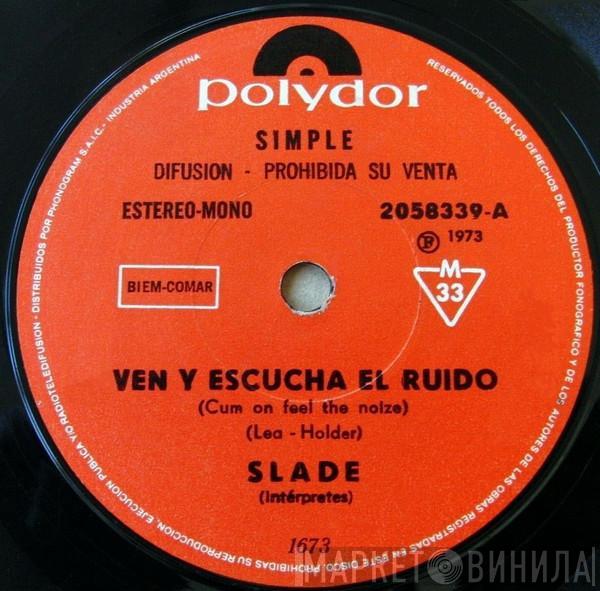 polydor
SIMPLE
DIFUSION - PROHIBIDA SU VENTA
ESTEREO-MONO
2058339-A
P 1973
BIEM-COMAR
M
33
VEN Y ESCUCHA EL RUIDO
(Cum on feel the noize)
(Lea - Holder)
SLADE
(Intérpretes)
1673
RESERVADOS TODOS LOS DERECHOS DEL PRODUCTOR FONOGRAFICO Y DE LOS AUTORES DE LAS OBRAS REGISTRADAS EN ESTE DISCO. PROHIBIDAS SU REPRODUCCION, EJECUCION PUBLICA Y/O RADIOTELEDIFUSION - DISTRIBUIDOS POR PHONOGRAM S.A.I.C. - INDUSTRIA ARGENTINA
МАРКЕТ ВИНИЛА